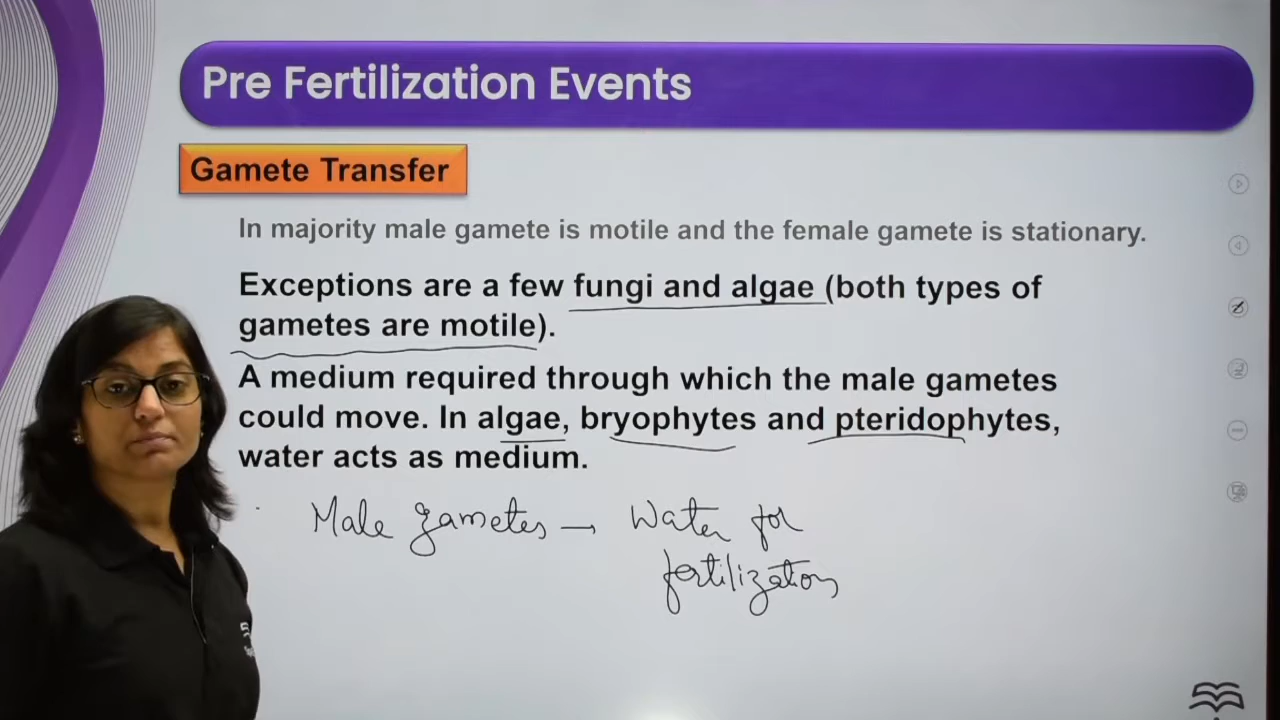 Pre Fertilization Events
Gamete Transfer
In majority male gamete is motile and the female gamete is stationary.
Exceptions are a few fungi and algae (both types of
gametes are motile).
A medium required through which the male gametes
could move. In algae, bryophytes and pteridophytes,
water acts as medium.
Male gametes → Water for
fertilization